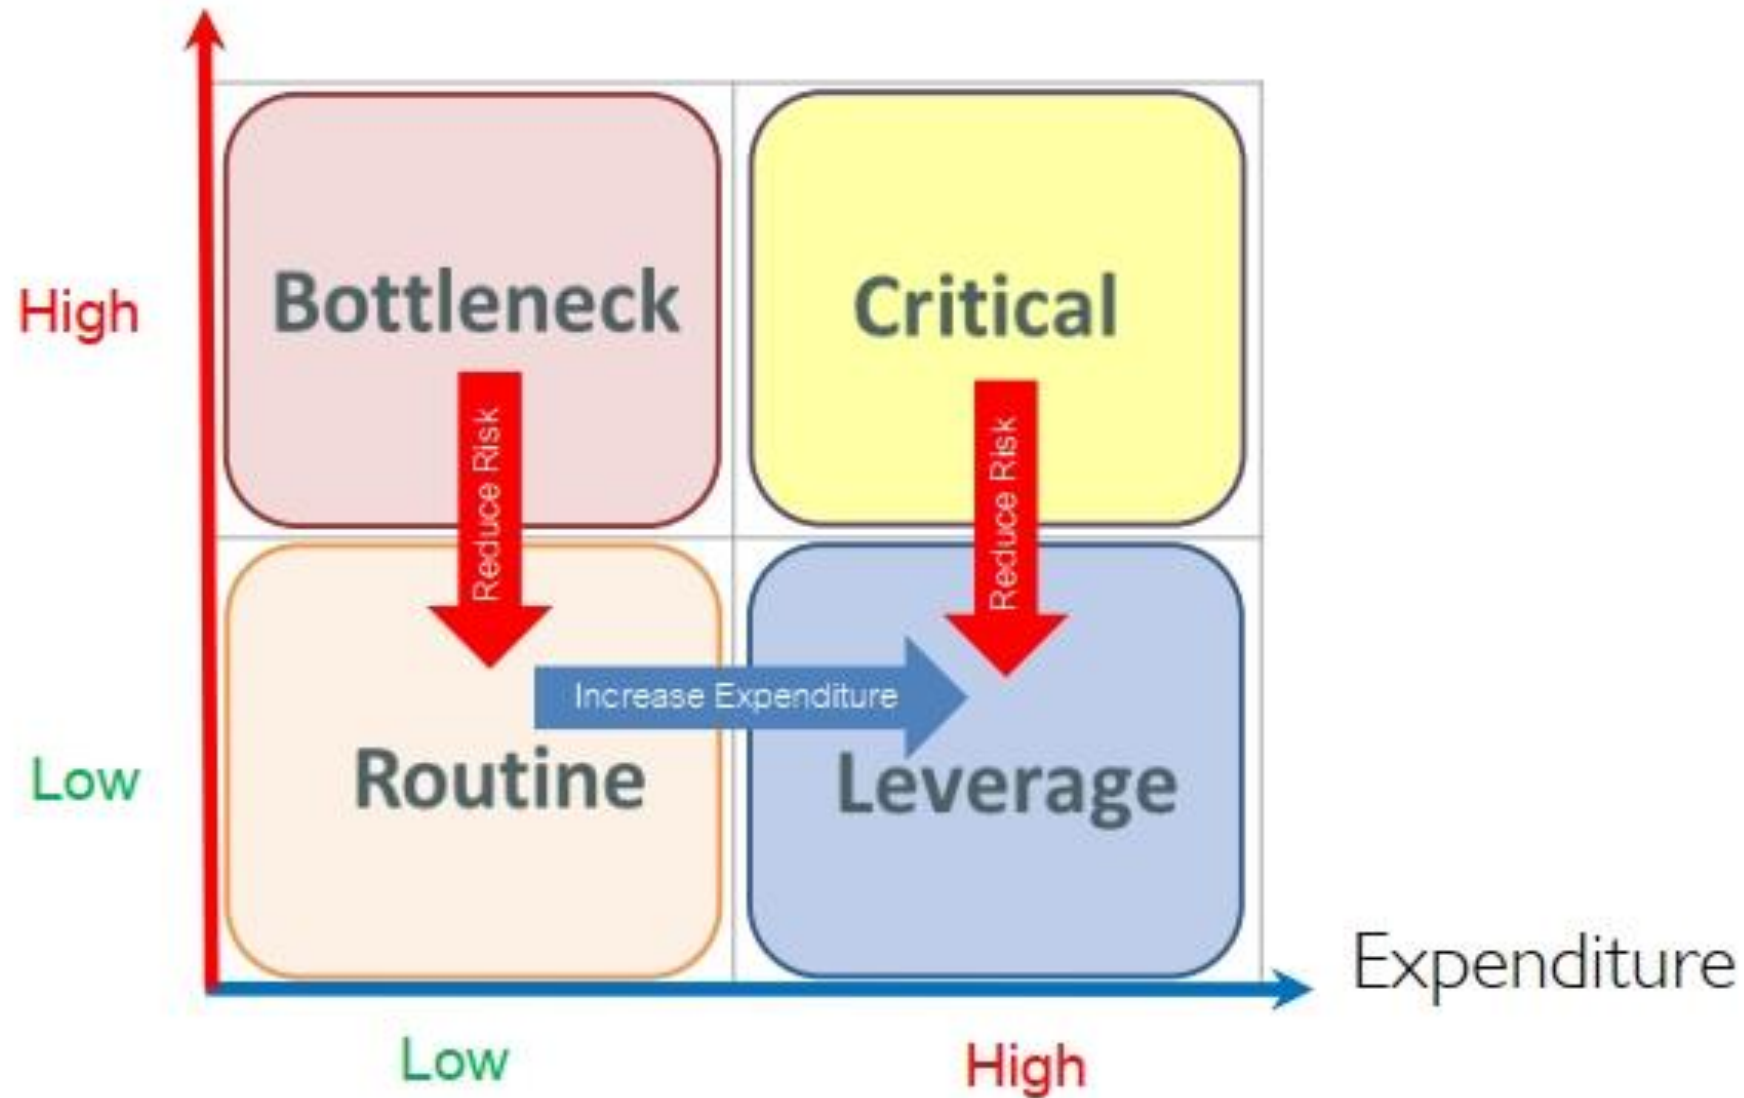 High
Bottleneck
Critical
Reduce Risk
Reduce Risk
Increase Expenditure
Low
Routine
Leverage
Expenditure
Low
High